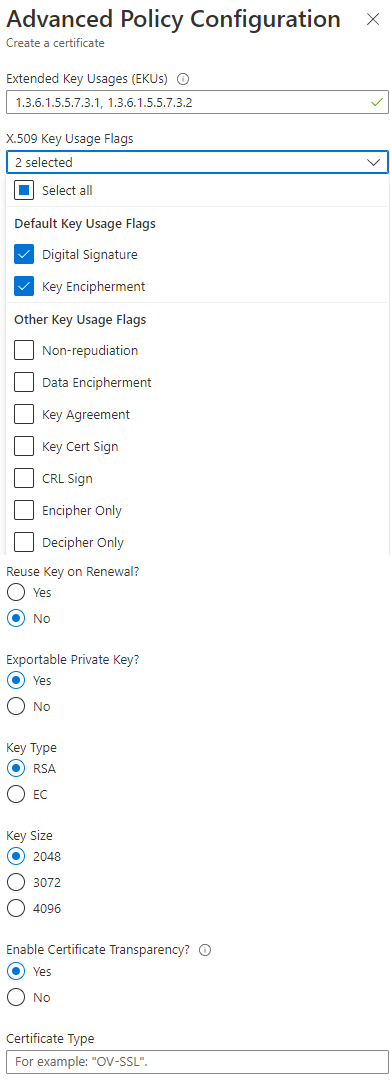 Advanced Policy Configuration
Create a certificate
Extended Key Usages (EKUs)
1.3.6.1.5.5.7.3.1, 1.3.6.1.5.5.7.3.2
X.509 Key Usage Flags
2 selected
Select all
Default Key Usage Flags
Digital Signature
Key Encipherment
Other Key Usage Flags
Non-repudiation
Data Encipherment
Key Agreement
Key Cert Sign
CRL Sign
Encipher Only
Decipher Only
Reuse Key on Renewal?
Yes
No
Exportable Private Key?
Yes
No
Key Type
RSA
EC
Key Size
2048
3072
4096
Enable Certificate Transparency?
Yes
No
Certificate Type
For example: "OV-SSL".